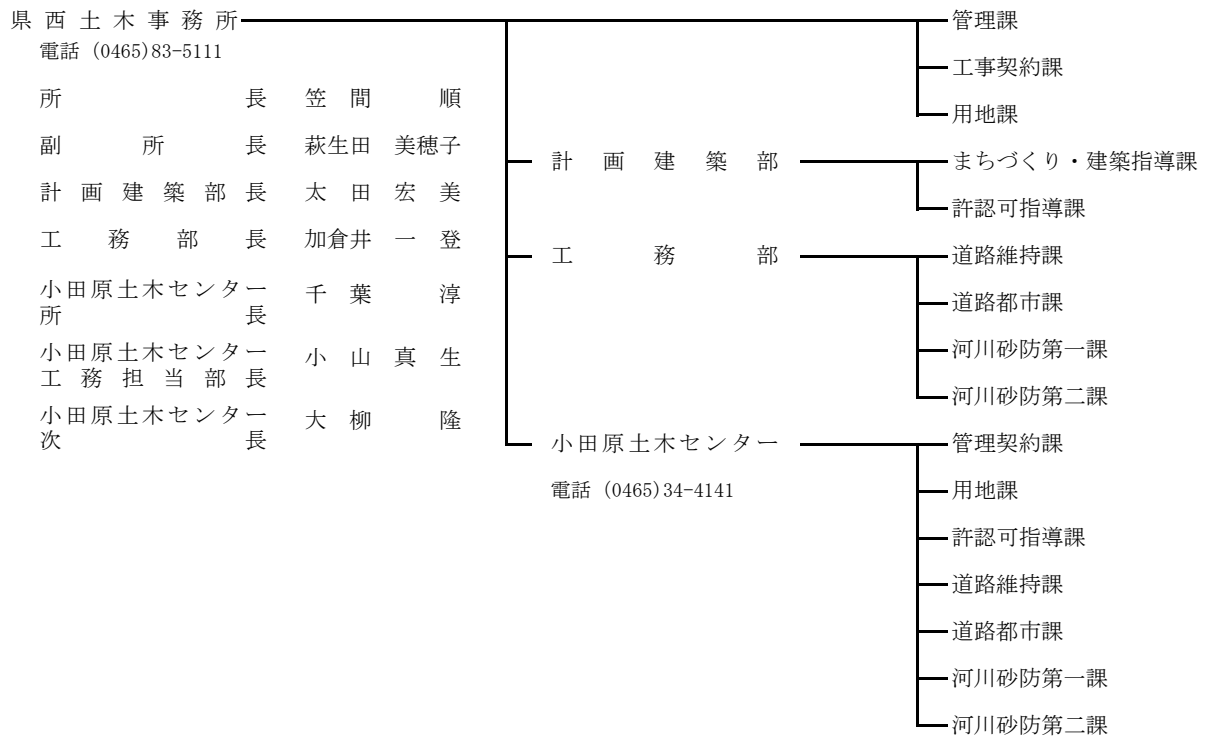 県西土木事務所
電話 (0465)83-5111
所長 笠間順
副所長 萩生田美穂子
計画建築部長 太田宏美
工務部長 加倉井一登
小田原土木センター
所長 千葉淳
小田原土木センター
工務担当部長 小山真生
小田原土木センター
次長 大柳隆
管理課
工事契約課
用地課
計画建築部
まちづくり・建築指導課
許認可指導課
工務部
道路維持課
道路都市課
河川砂防第一課
河川砂防第二課
小田原土木センター
電話 (0465)34-4141
管理契約課
用地課
許認可指導課
道路維持課
道路都市課
河川砂防第一課
河川砂防第二課